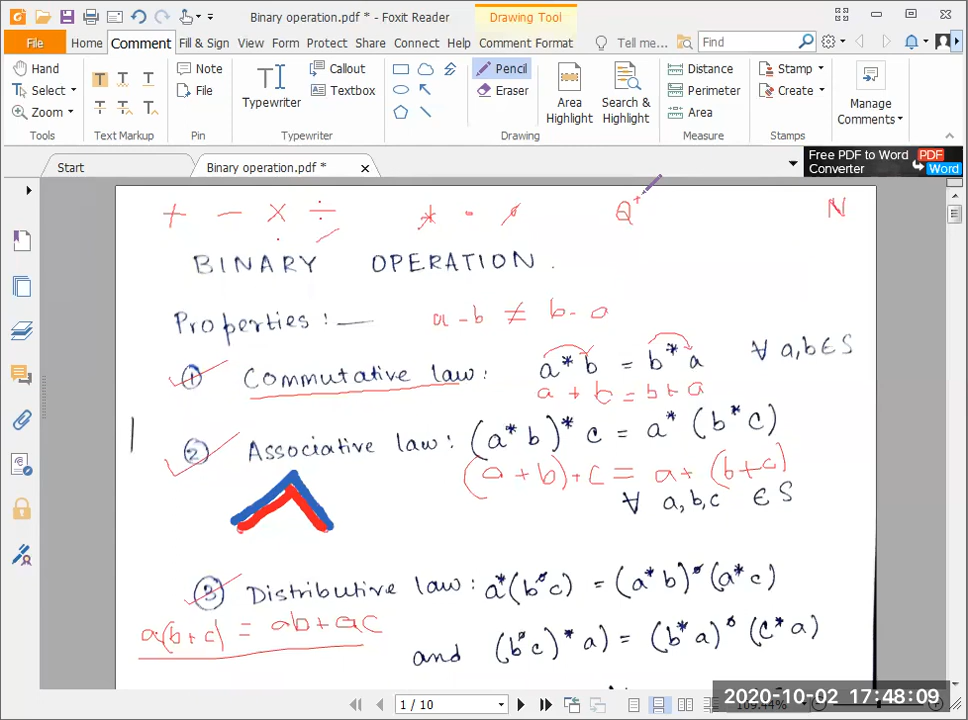 Binary operation.pdf * - Foxit Reader
Drawing Tool
File Home Comment Fill & Sign View Form Protect Share Connect Help Comment Format Tell me... Find
Hand Note Callout Pencil Distance Stamp
Select File Typewriter Textbox Eraser Area Highlight Search & Highlight Perimeter Create Manage Comments
Zoom Area
Tools Text Markup Pin Typewriter Drawing Measure Stamps
Start Binary operation.pdf * Free PDF to Word Converter PDF Word
+ − × ÷ * · Q+ N
BINARY OPERATION.
Properties :— a - b ≠ b - a
① Commutative law: a * b = b * a ∀ a,b ∈ S
a + b = b + a
② Associative law: (a * b) * c = a * (b * c)
(a + b) + c = a + (b + c)
∀ a, b, c ∈ S
③ Distributive law: a*(b°c) = (a*b)°(a*c)
a(b+c) = ab+ac
and (b°c)*a) = (b*a)°(c*a)
1 / 10
2020-10-02 17:48:09